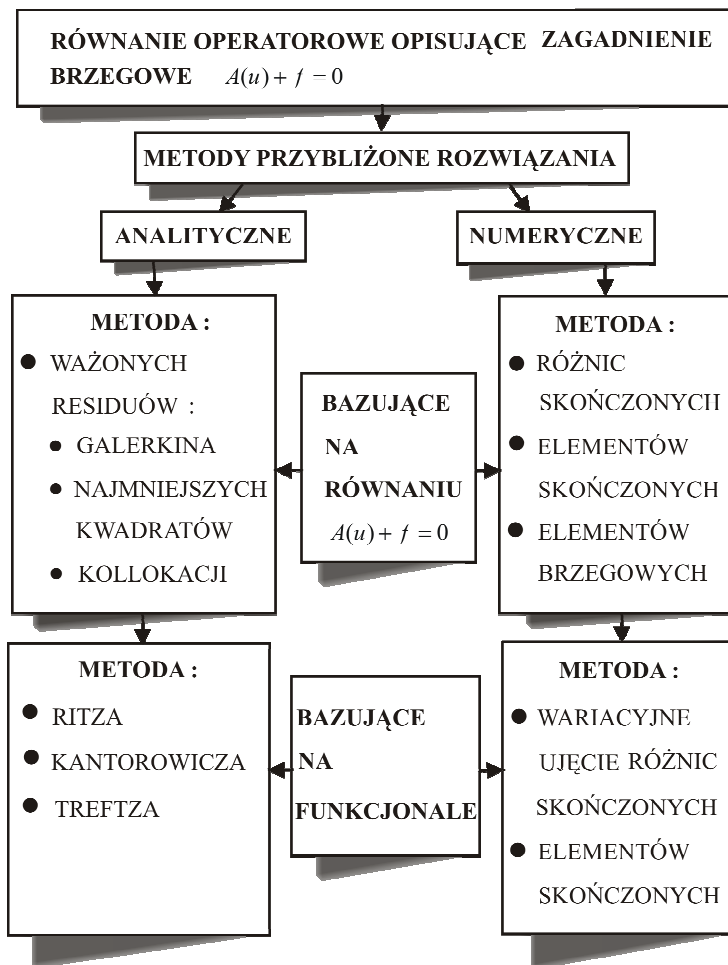 RÓWNANIE OPERATOROWE OPISUJĄCE ZAGADNIENIE
BRZEGOWE A(u) + f = 0
METODY PRZYBLIŻONE ROZWIĄZANIA
ANALITYCZNE
NUMERYCZNE
METODA :
● WAŻONYCH
RESIDUÓW :
● GALERKINA
● NAJMNIEJSZYCH
KWADRATÓW
● KOLLOKACJI
BAZUJĄCE
NA
RÓWNANIU
A(u) + f = 0
METODA :
● RÓŻNIC
SKOŃCZONYCH
● ELEMENTÓW
SKOŃCZONYCH
● ELEMENTÓW
BRZEGOWYCH
METODA :
● RITZA
● KANTOROWICZA
● TREFTZA
BAZUJĄCE
NA
FUNKCJONALE
METODA :
● WARIACYJNE
UJĘCIE RÓŻNIC
SKOŃCZONYCH
● ELEMENTÓW
SKOŃCZONYCH